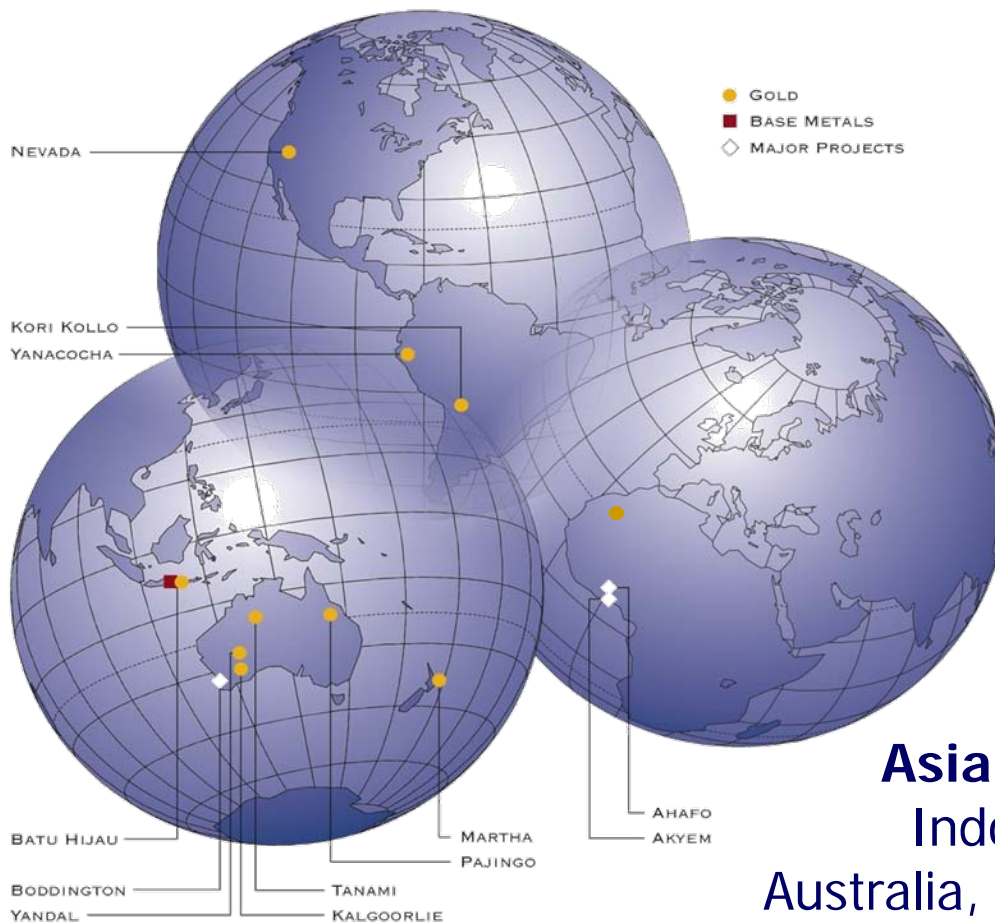 GOLD
BASE METALS
MAJOR PROJECTS
NEVADA
KORI KOLLO
YANACOCHA
Asia
Australia,
AHAFO
AKYEM
BATU HIJAU
MARTHA
PAJINGO
BODDINGTON
TANAMI
YANDAL
KALGOORLIE